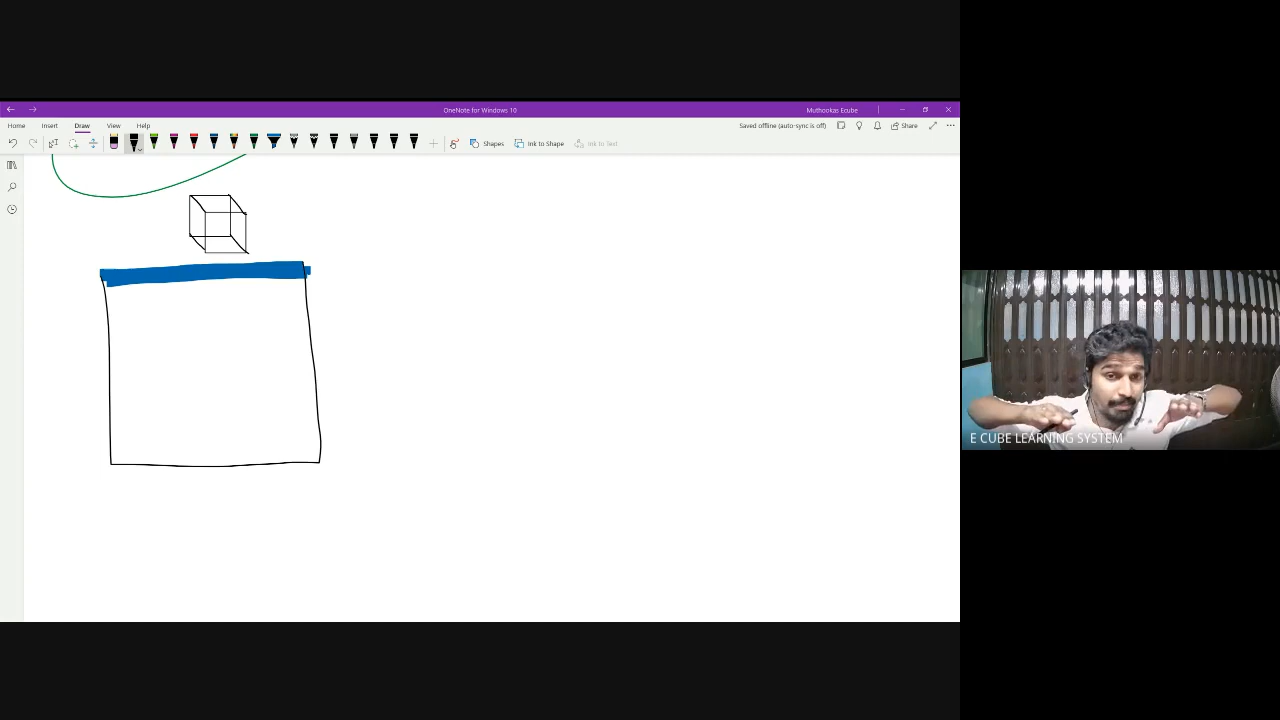 OneNote for Windows 10
Muthookas Ecube
Home Insert Draw View Help
Saved offline (auto-sync is off)
Share
Shapes
Ink to Shape
Ink to Text
E CUBE LEARNING SYSTEM